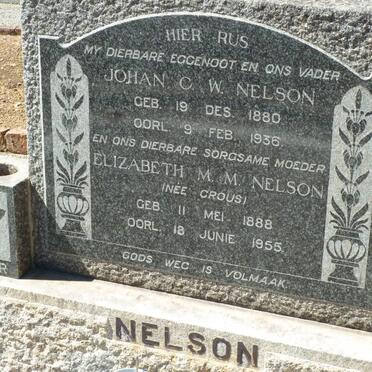 HIER RUS
MY DIERBARE EGGENOOT EN ONS VADER
JOHAN C. W. NELSON
GEB. 19 DES. 1880
OORL. 9 FEB. 1936
EN ONS DIERBARE SORGSAME MOEDER
ELIZABETH M. M. NELSON
(NÉE CROUS)
GEB. 11 MEI 1888
OORL. 18 JUNIE 1955.
GODS WEG IS VOLMAAK
NELSON